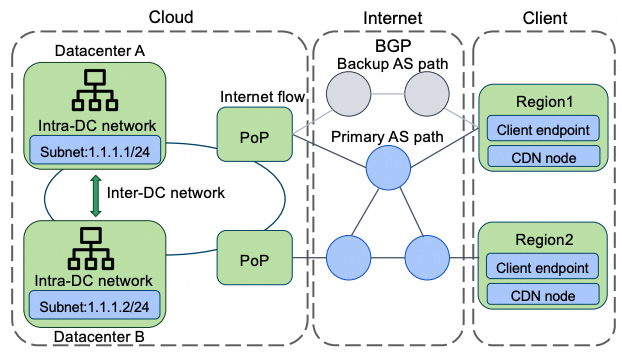 Cloud
Internet
Client
Datacenter A
Intra-DC network
Subnet:1.1.1.1/24
Inter-DC network
Intra-DC network
Subnet:1.1.1.2/24
Datacenter B
Internet flow
PoP
PoP
BGP
Backup AS path
Primary AS path
Region1
Client endpoint
CDN node
Region2
Client endpoint
CDN node